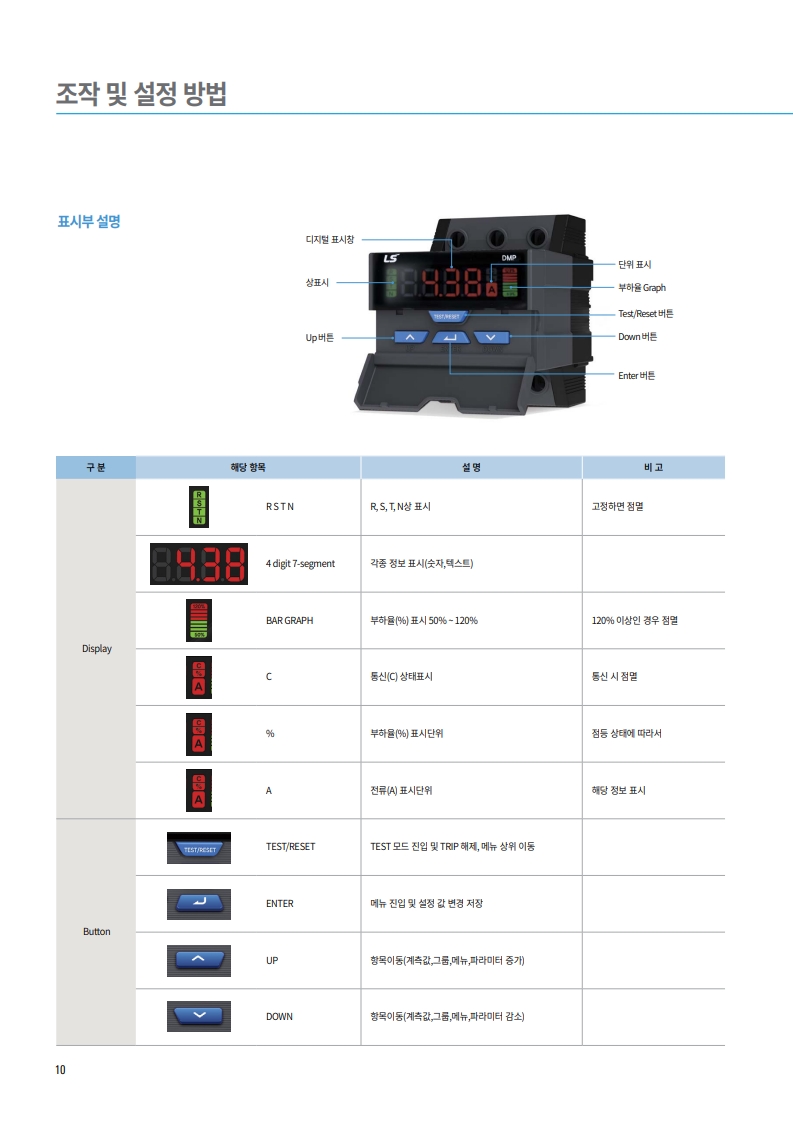 조작 및 설정 방법
표시부 설명
디지털 표시창
상표시
Up 버튼
LS
DMP
4.38 A
TEST/RESET
단위 표시
부하율 Graph
Test/Reset 버튼
Down 버튼
Enter 버튼
구 분 해당 항목 설 명 비 고
Display
R S T N R S T N R, S, T, N상 표시 고정하면 점멸
4.38 4 digit 7-segment 각종 정보 표시(숫자,텍스트)
100% 50% BAR GRAPH 부하율(%) 표시 50% ~ 120% 120% 이상인 경우 점멸
C % A C 통신(C) 상태표시 통신 시 점멸
C % A % 부하율(%) 표시단위 점등 상태에 따라서
C % A A 전류(A) 표시단위 해당 정보 표시
Button
TEST/RESET TEST/RESET TEST 모드 진입 및 TRIP 해제, 메뉴 상위 이동
ENTER 메뉴 진입 및 설정 값 변경 저장
UP 항목이동(계측값,그룹,메뉴,파라미터 증가)
DOWN 항목이동(계측값,그룹,메뉴,파라미터 감소)
10